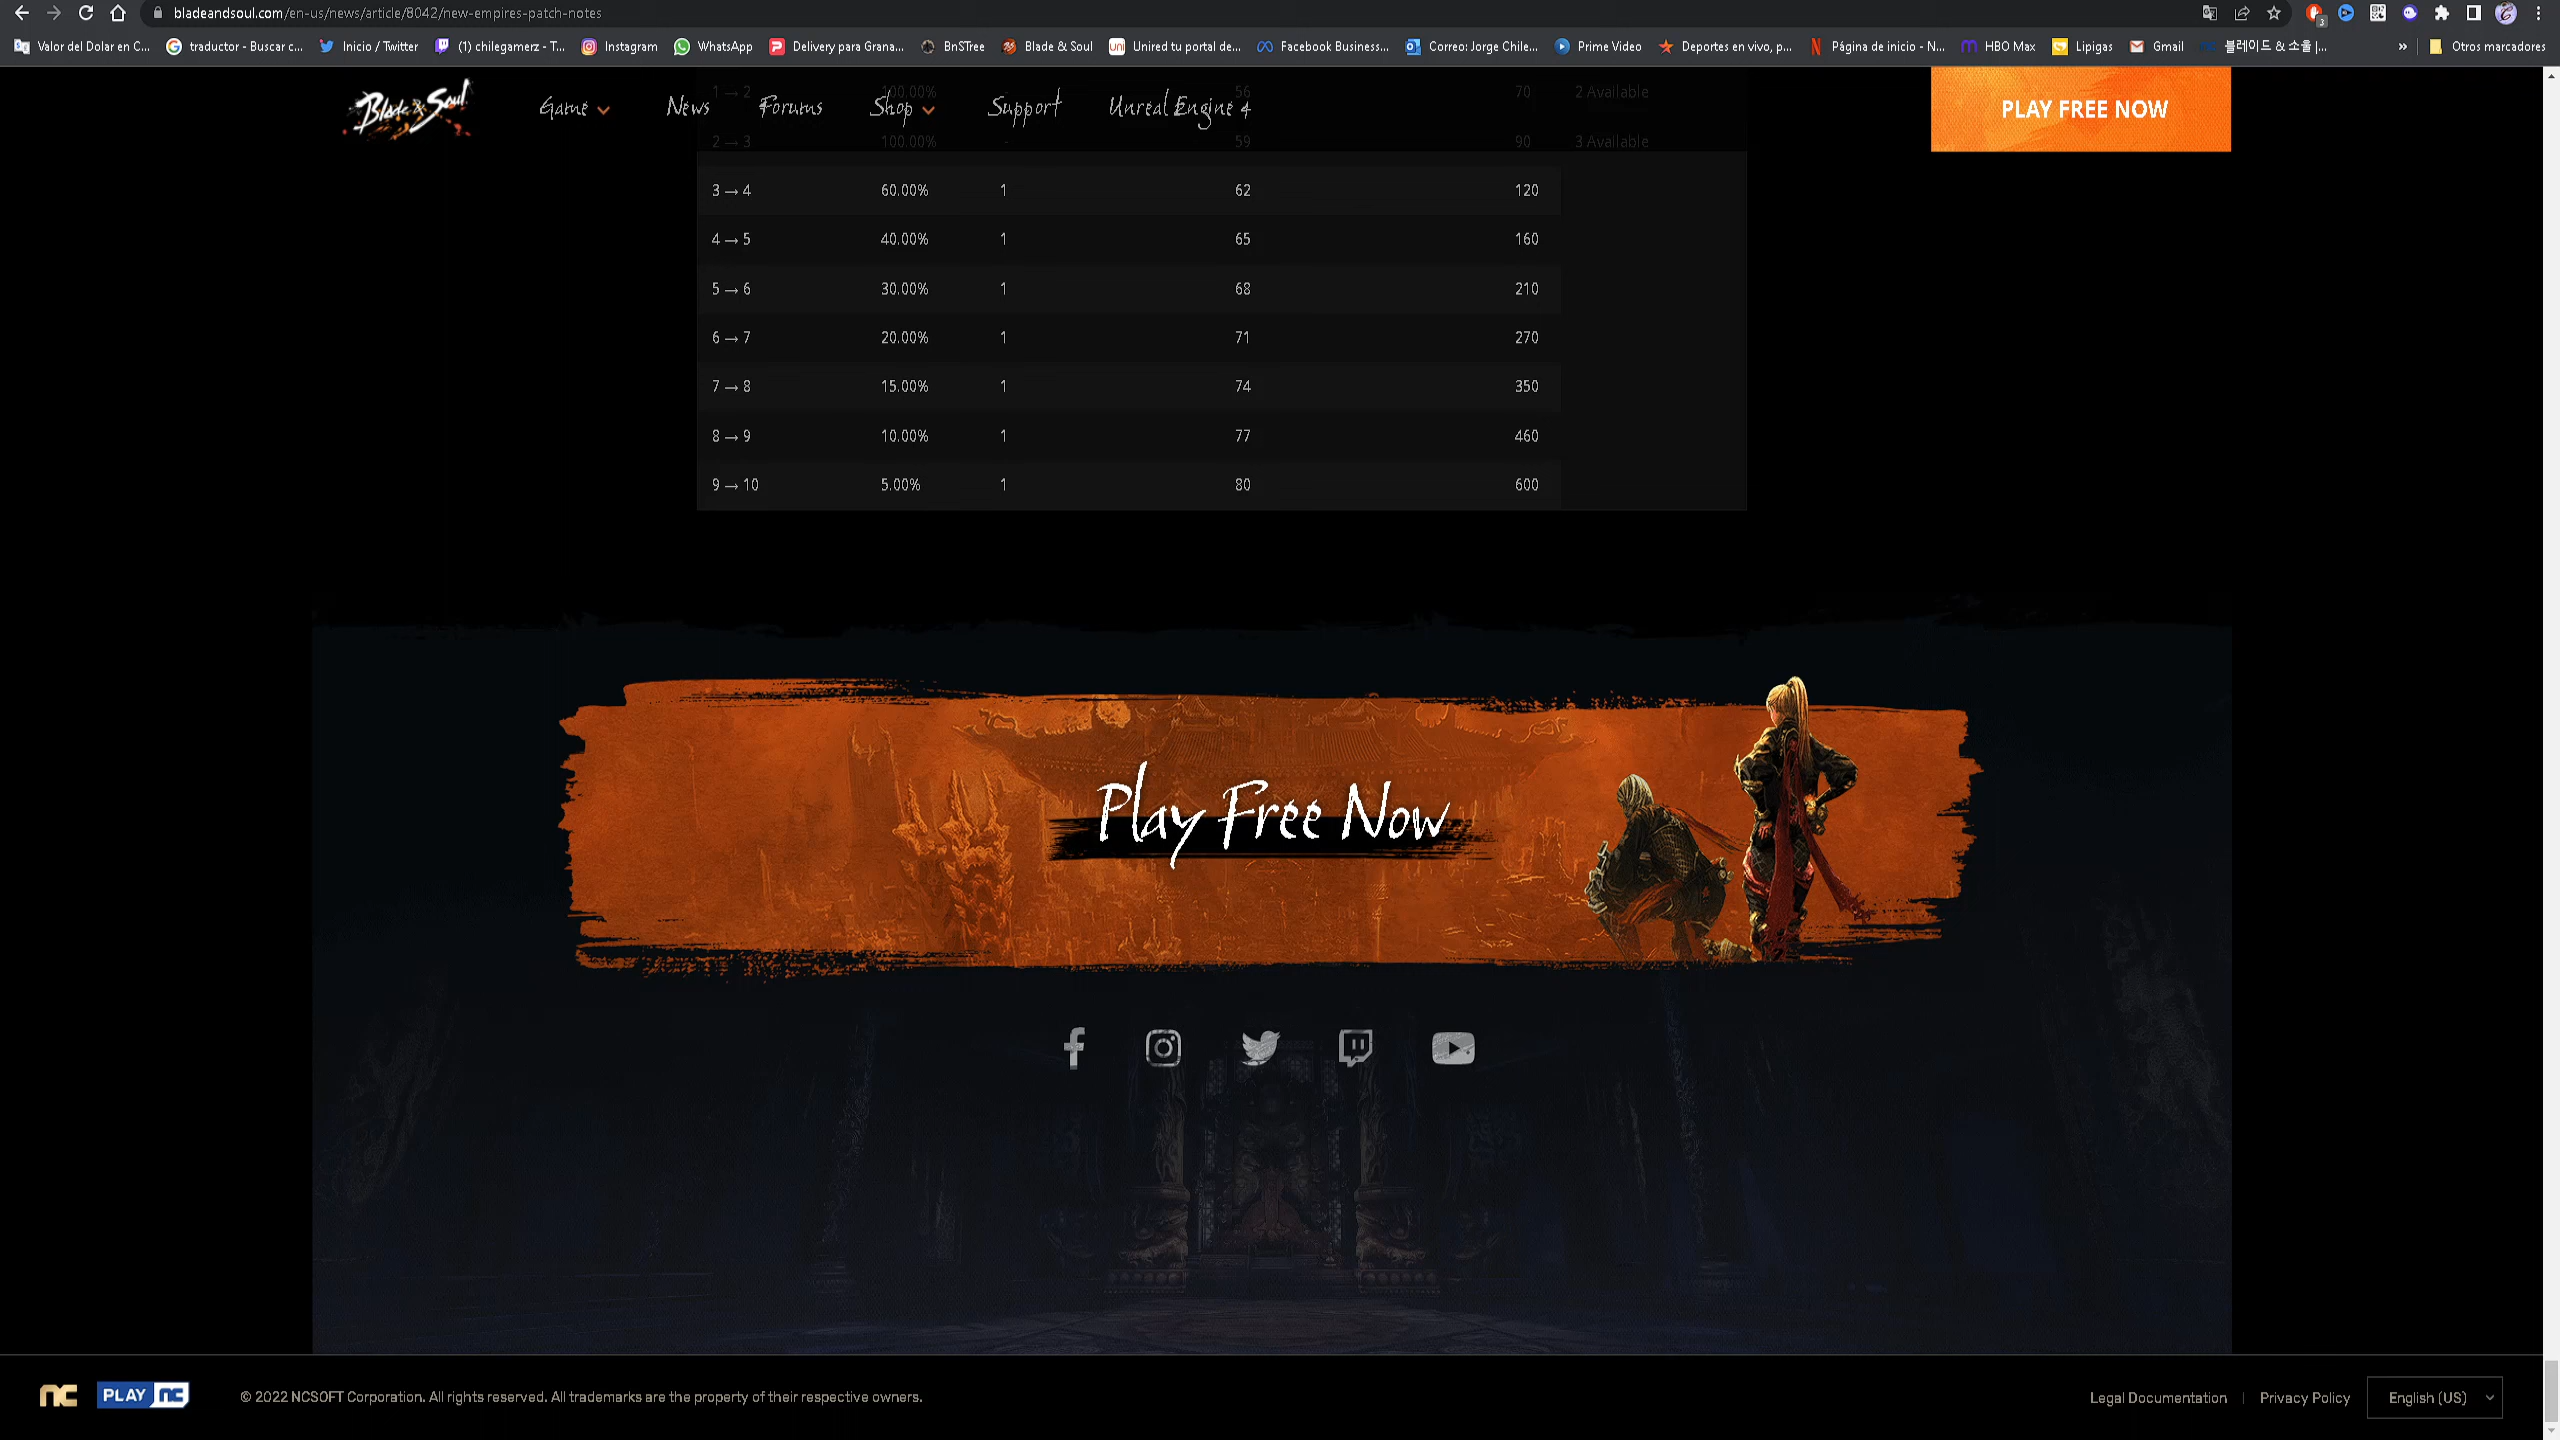 bladeandsoul.com/en-us/news/article/8042/new-empires-patch-notes
3
Valor del Dolar en C... traductor - Buscar c... Inicio / Twitter (1) chilegamerz - T... Instagram WhatsApp Delivery para Grana... BnSTree Blade & Soul uni Unired tu portal de... Facebook Business... Correo: Jorge Chile... Prime Video Deportes en vivo, p... Página de inicio - N... HBO Max Lipigas Gmail 블레이드 & 소울 |... » Otros marcadores
1 → 2 100.00% 56 70 2 Available
Blade & Soul Game News Forums Shop Support Unreal Engine 4 PLAY FREE NOW
2 → 3 100.00% - 59 90 3 Available
3 → 4 60.00% 1 62 120
4 → 5 40.00% 1 65 160
5 → 6 30.00% 1 68 210
6 → 7 20.00% 1 71 270
7 → 8 15.00% 1 74 350
8 → 9 10.00% 1 77 460
9 → 10 5.00% 1 80 600
Play Free Now
nc PLAY nc © 2022 NCSOFT Corporation. All rights reserved. All trademarks are the property of their respective owners. Legal Documentation | Privacy Policy English (US)